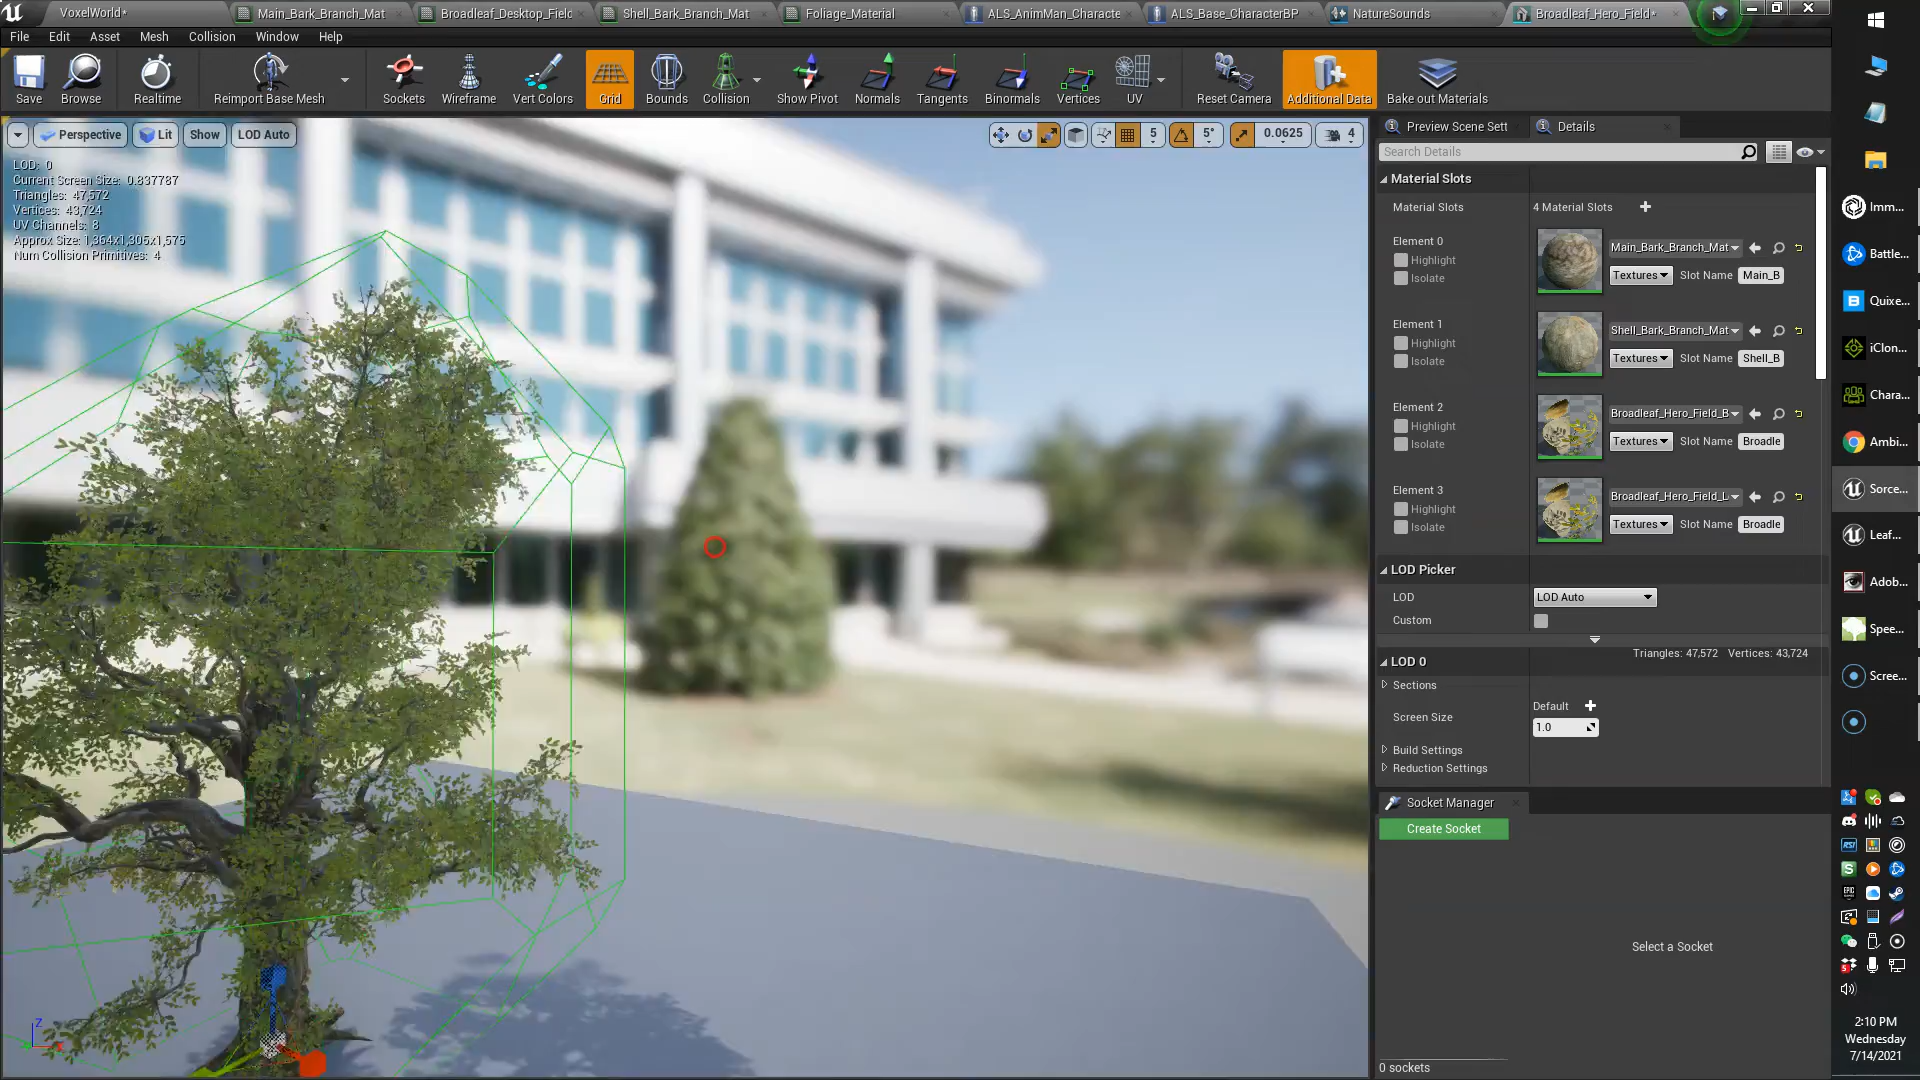 VoxelWorld*
Main_Bark_Branch_Mat
Broadleaf_Desktop_Field
Shell_Bark_Branch_Mat
Foliage_Material
ALS_AnimMan_Characte
ALS_Base_CharacterBP
NatureSounds
Broadleaf_Hero_Field*
File Edit Asset Mesh Collision Window Help
Save Browse Realtime Reimport Base Mesh Sockets Wireframe Vert Colors Grid Bounds Collision Show Pivot Normals Tangents Binormals Vertices UV Reset Camera Additional Data Bake out Materials
Perspective Lit Show LOD Auto
5 5° 0.0625 4
LOD: 0
Current Screen Size: 0.837787
Triangles: 47,572
Vertices: 43,724
UV Channels: 8
Approx Size: 1,364x1,305x1,575
Num Collision Primitives: 4
Z
Preview Scene Sett Details
Search Details
Material Slots
Material Slots 4 Material Slots
Element 0
Highlight
Isolate
Main_Bark_Branch_Mat
Textures Slot Name Main_B
Element 1
Highlight
Isolate
Shell_Bark_Branch_Mat
Textures Slot Name Shell_B
Element 2
Highlight
Isolate
Broadleaf_Hero_Field_B
Textures Slot Name Broadle
Element 3
Highlight
Isolate
Broadleaf_Hero_Field_L
Textures Slot Name Broadle
LOD Picker
LOD LOD Auto
Custom
LOD 0 Triangles: 47,572 Vertices: 43,724
Sections
Screen Size Default
1.0
Build Settings
Reduction Settings
Socket Manager
Create Socket
Select a Socket
0 sockets
Imm...
Battle...
Quixe...
iClon...
Chara...
Ambi...
Sorce...
Leaf...
Adob...
Spee...
Scree...
2:10 PM
Wednesday
7/14/2021